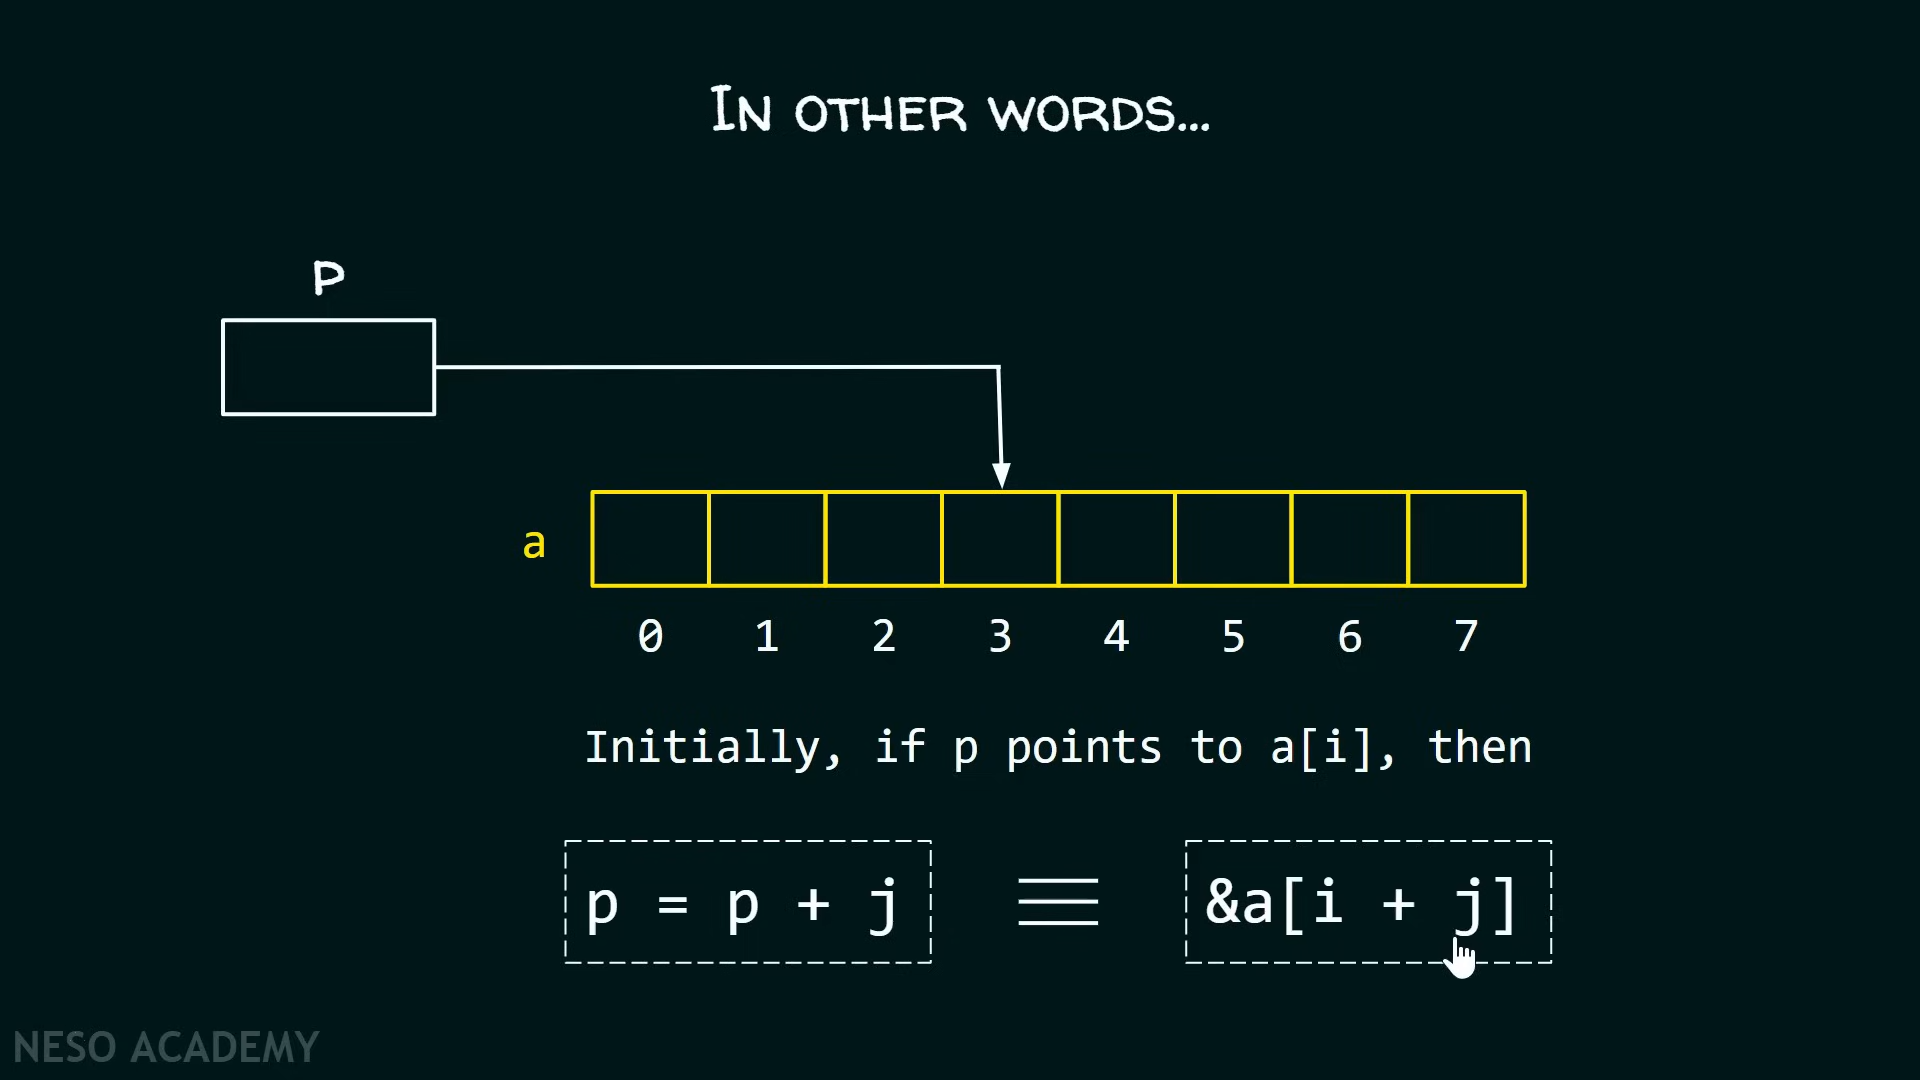 In other words...
P
a
0 1 2 3 4 5 6 7
Initially, if p points to a[i], then
p = p + j ≡ &a[i + j]
NESO ACADEMY